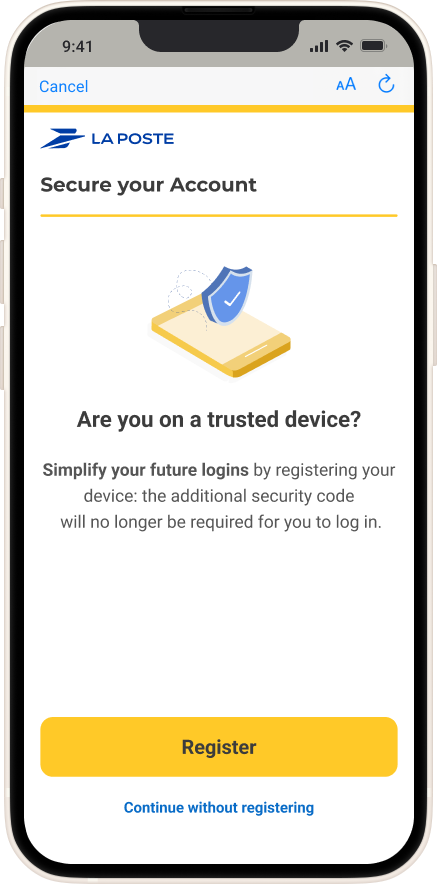 9:41
Cancel
AA
LA POSTE
Secure your Account
Are you on a trusted device?
Simplify your future logins by registering your
device: the additional security code
will no longer be required for you to log in.
Register
Continue without registering